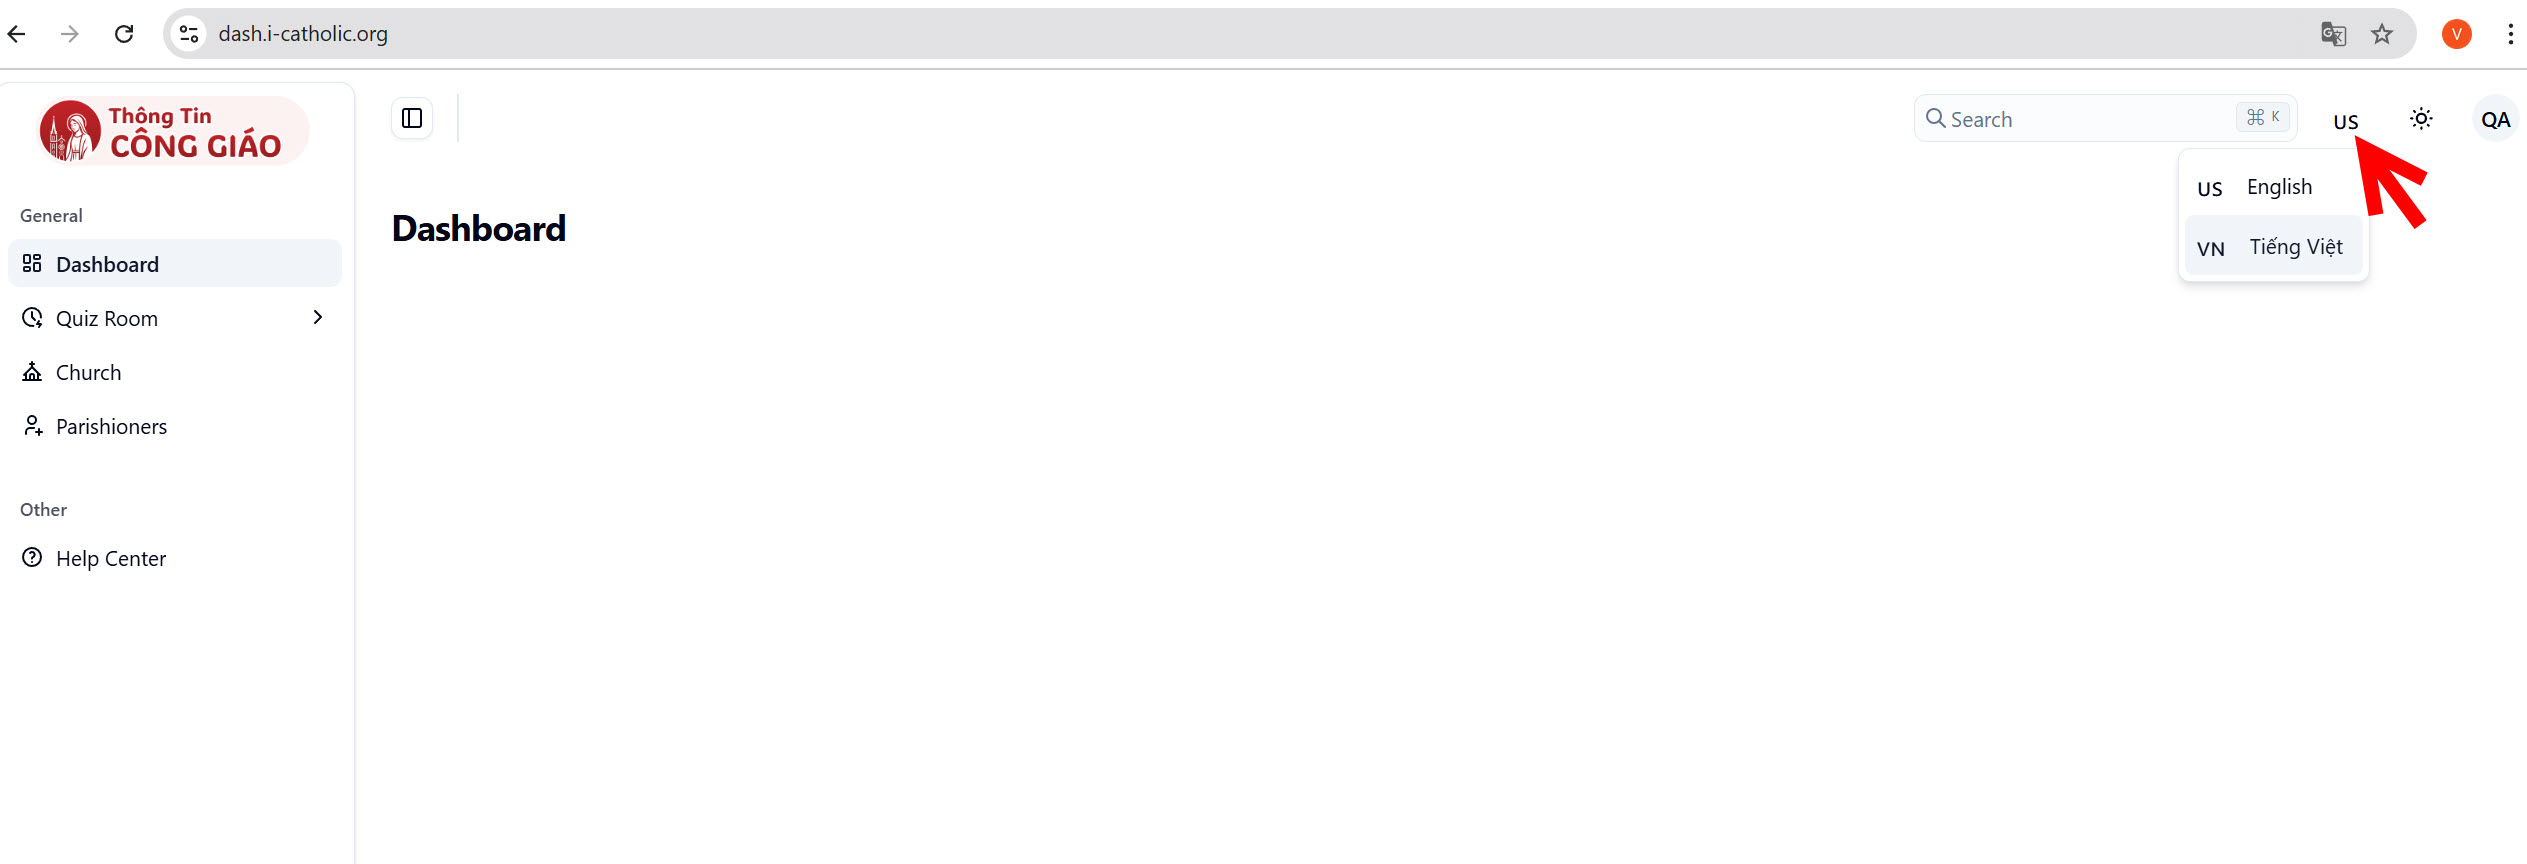 dash.i-catholic.org
V
Thông Tin
CÔNG GIÁO
Search
⌘ K
US
QA
US English
VN Tiếng Việt
General
Dashboard
Quiz Room
Church
Parishioners
Other
Help Center
Dashboard